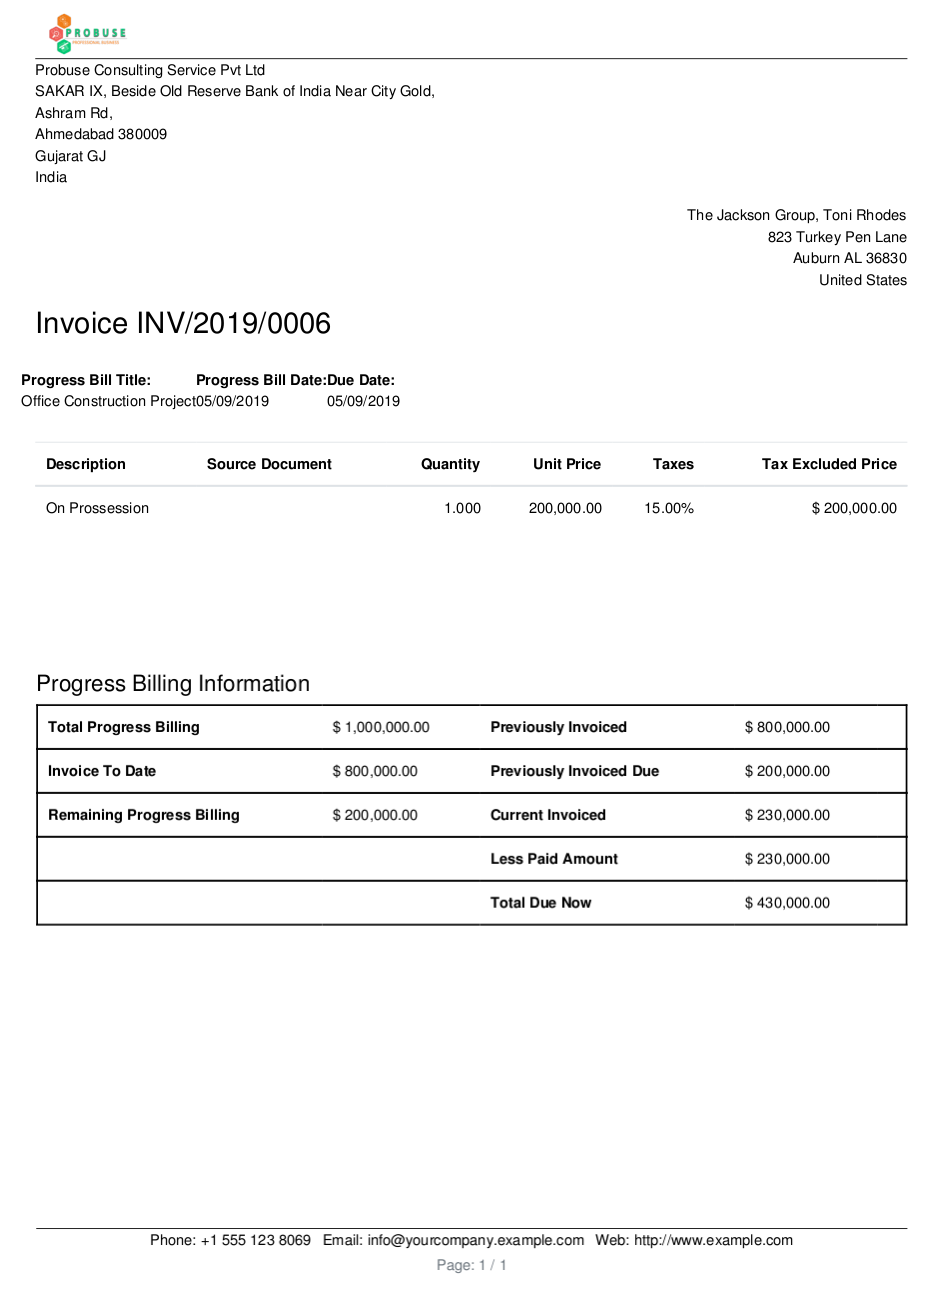 PROBUSE
PROFESSIONAL BUSINESS
Probuse Consulting Service Pvt Ltd
SAKAR IX, Beside Old Reserve Bank of India Near City Gold,
Ashram Rd,
Ahmedabad 380009
Gujarat GJ
India
The Jackson Group, Toni Rhodes
823 Turkey Pen Lane
Auburn AL 36830
United States
Invoice INV/2019/0006
Progress Bill Title: Progress Bill Date: Due Date:
Office Construction Project 05/09/2019 05/09/2019
Description Source Document Quantity Unit Price Taxes Tax Excluded Price
On Prossession 1.000 200,000.00 15.00% $ 200,000.00
Progress Billing Information
Total Progress Billing $ 1,000,000.00 Previously Invoiced $ 800,000.00
Invoice To Date $ 800,000.00 Previously Invoiced Due $ 200,000.00
Remaining Progress Billing $ 200,000.00 Current Invoiced $ 230,000.00
Less Paid Amount $ 230,000.00
Total Due Now $ 430,000.00
Phone: +1 555 123 8069 Email: info@yourcompany.example.com Web: http://www.example.com
Page: 1 / 1